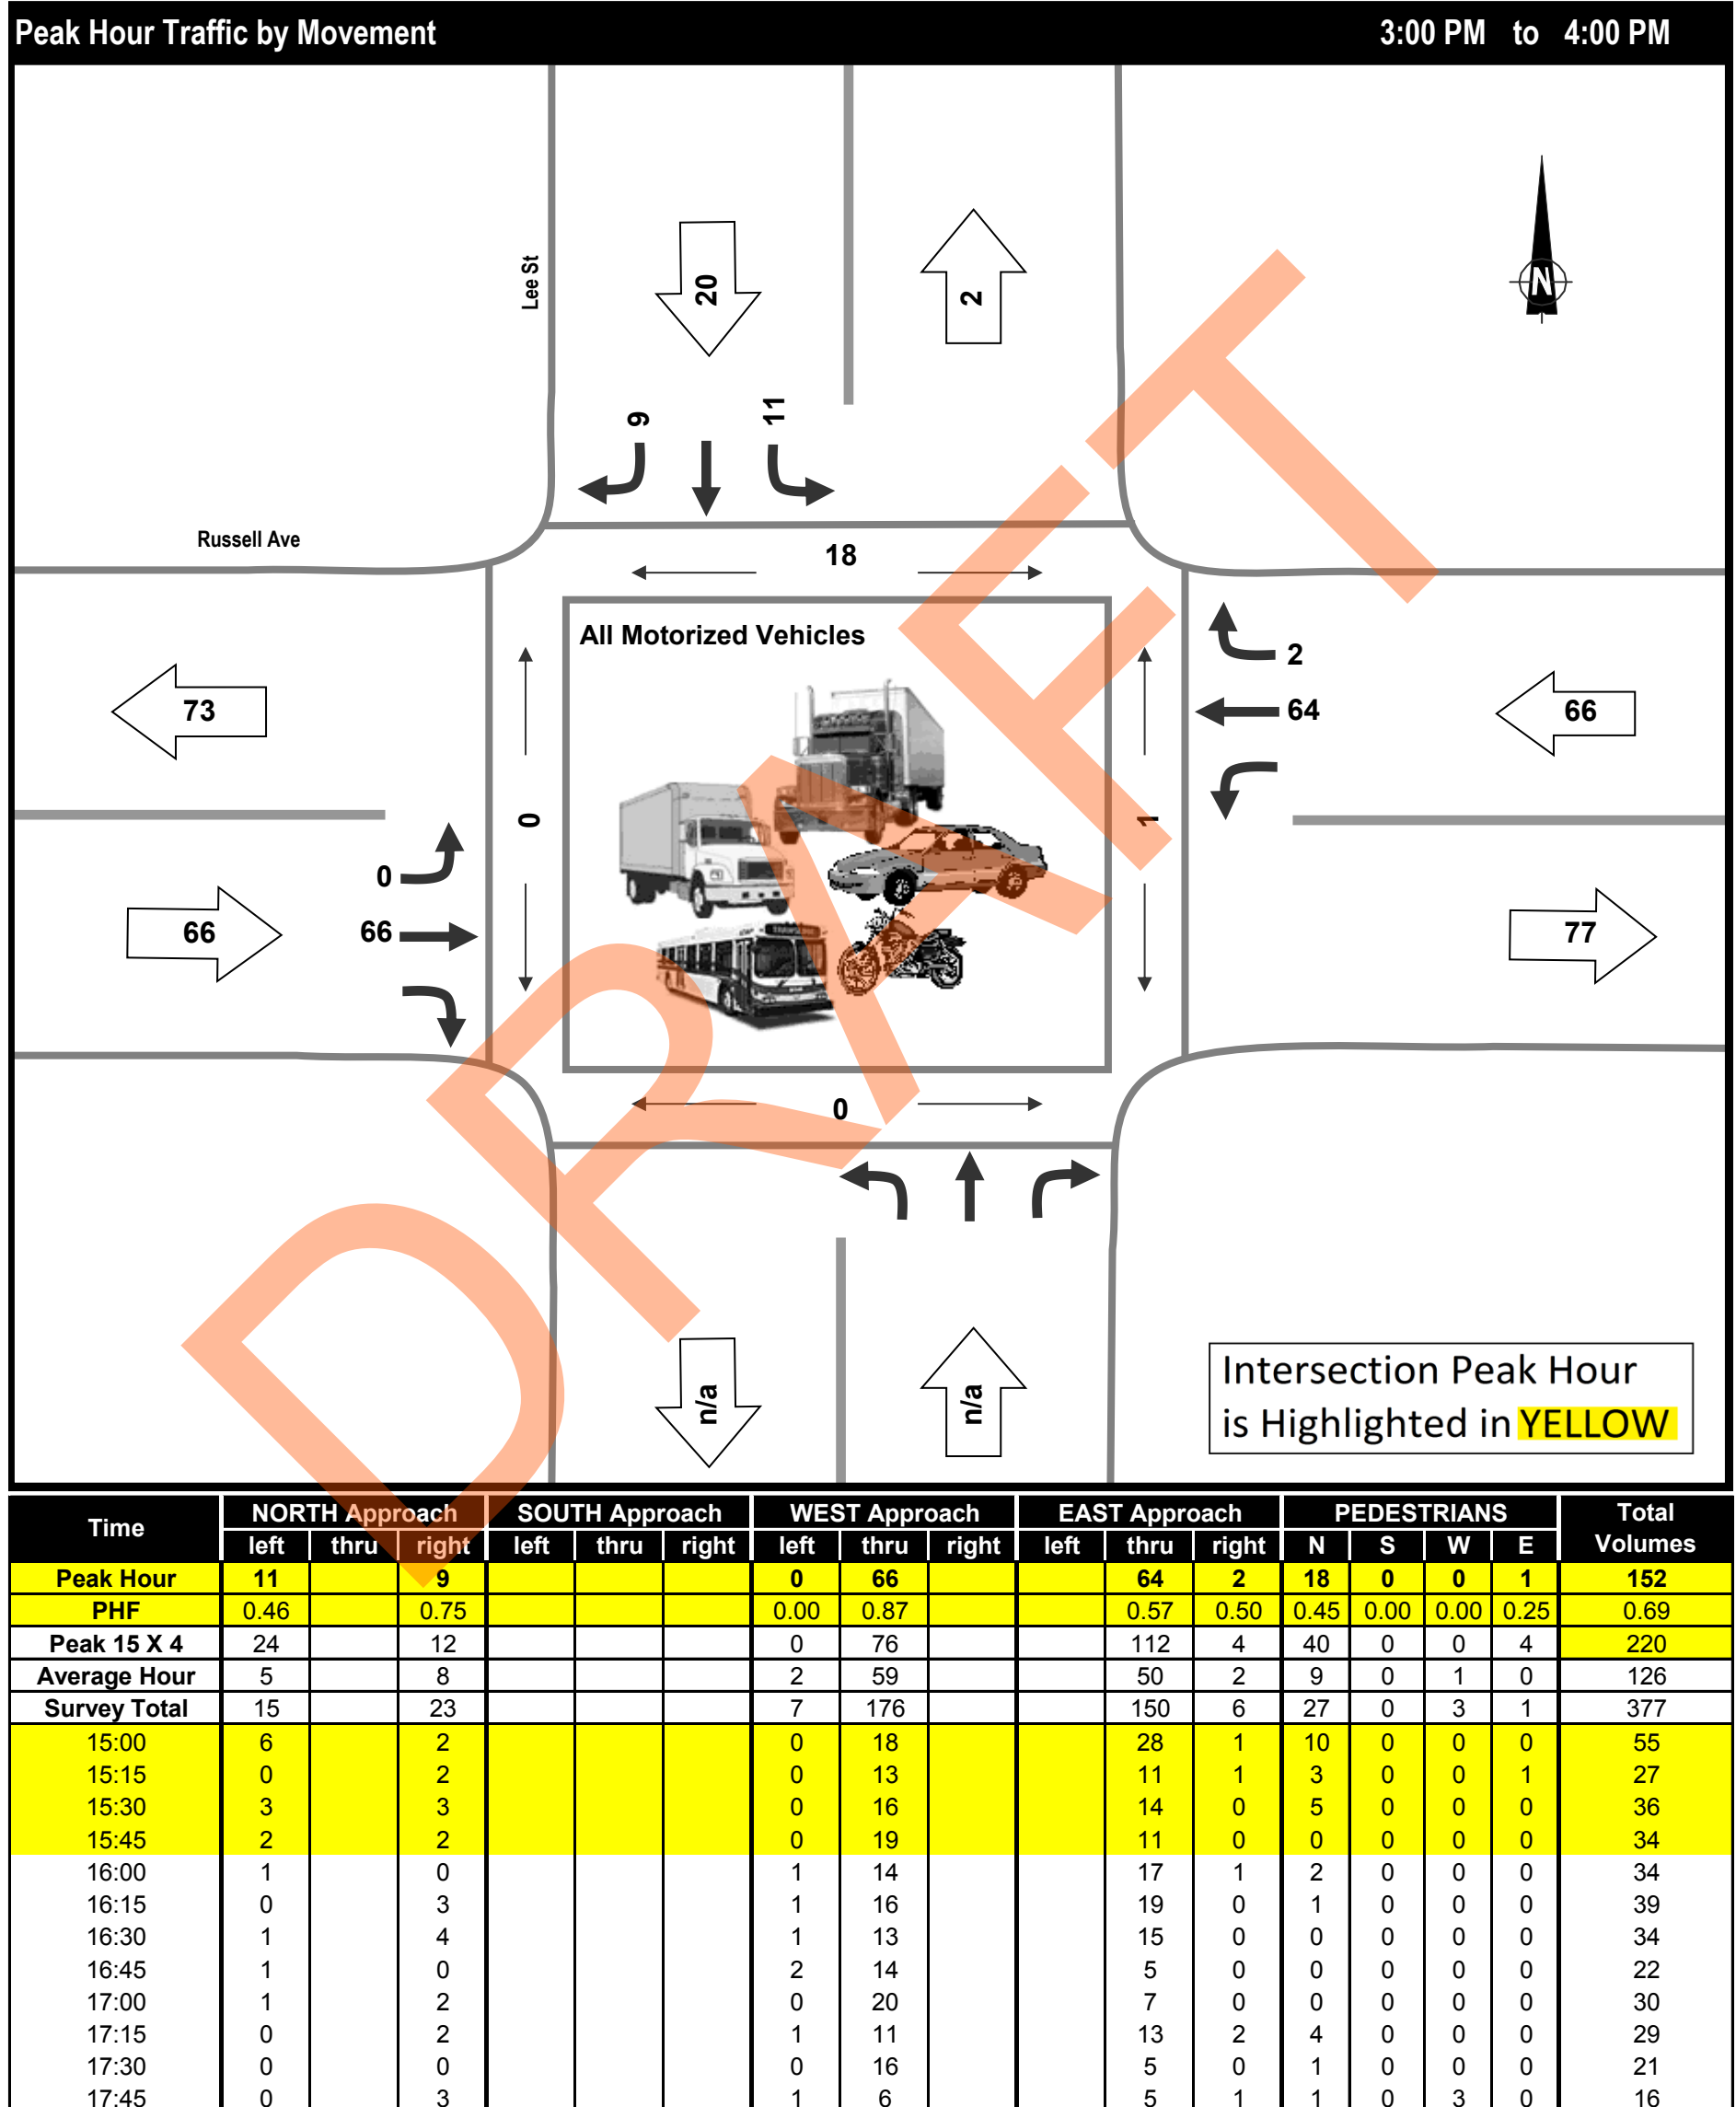 Peak Hour Traffic by Movement 3:00 PM to 4:00 PM
Lee St
20
2
N
9
11
Russell Ave
18
All Motorized Vehicles
2
73
64
66
0
1
0
66
66
77
0
n/a
n/a
Intersection Peak Hour
is Highlighted in YELLOW
DRAFT
Time NORTH Approach SOUTH Approach WEST Approach EAST Approach PEDESTRIANS Total Volumes
left thru right left thru right left thru right left thru right N S W E
Peak Hour 11 9 0 66 64 2 18 0 0 1 152
PHF 0.46 0.75 0.00 0.87 0.57 0.50 0.45 0.00 0.00 0.25 0.69
Peak 15 X 4 24 12 0 76 112 4 40 0 0 4 220
Average Hour 5 8 2 59 50 2 9 0 1 0 126
Survey Total 15 23 7 176 150 6 27 0 3 1 377
15:00 6 2 0 18 28 1 10 0 0 0 55
15:15 0 2 0 13 11 1 3 0 0 1 27
15:30 3 3 0 16 14 0 5 0 0 0 36
15:45 2 2 0 19 11 0 0 0 0 0 34
16:00 1 0 1 14 17 1 2 0 0 0 34
16:15 0 3 1 16 19 0 1 0 0 0 39
16:30 1 4 1 13 15 0 0 0 0 0 34
16:45 1 0 2 14 5 0 0 0 0 0 22
17:00 1 2 0 20 7 0 0 0 0 0 30
17:15 0 2 1 11 13 2 4 0 0 0 29
17:30 0 0 0 16 5 0 1 0 0 0 21
17:45 0 3 1 6 5 1 1 0 3 0 16